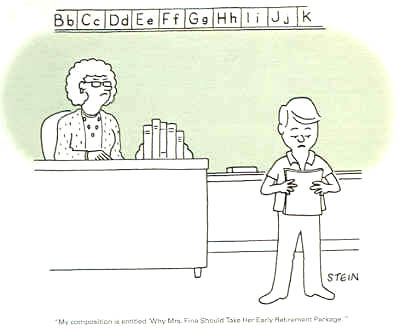 Bb Cc Dd Ee Ff Gg Hh Ii Jj K
STEIN
"My composition is entitled 'Why Mrs. Fine Should Take Her Early Retirement Package.'"